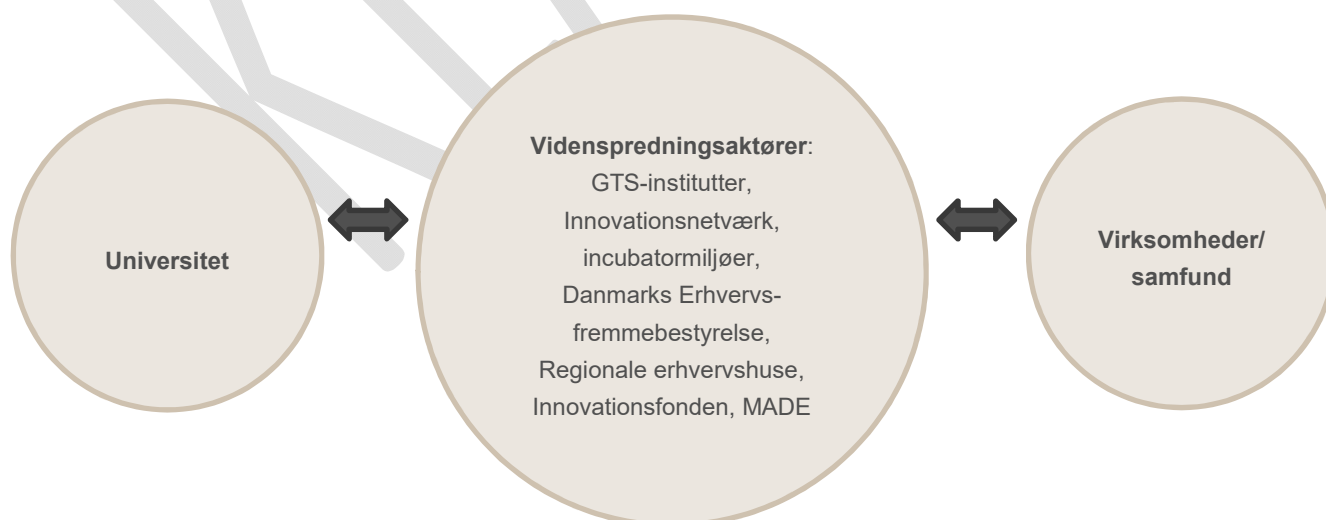 Universitet
Videnspredningsaktører:
GTS-institutter,
Innovationsnetværk,
incubatormiljøer,
Danmarks Erhvervs-
fremmebestyrelse,
Regionale erhvervshuse,
Innovationsfonden, MADE
Virksomheder/
samfund